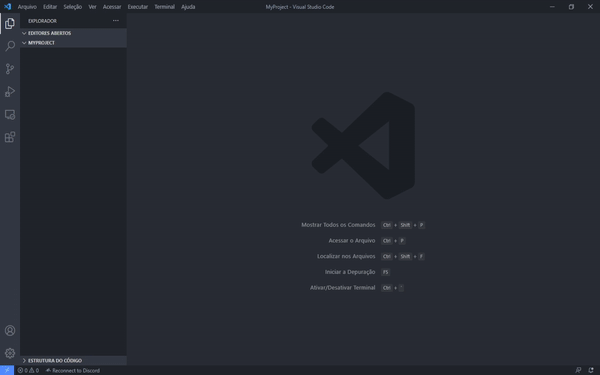 Arquivo Editar Seleção Ver Acessar Executar Terminal Ajuda MyProject - Visual Studio Code
EXPLORADOR ...
EDITORES ABERTOS
MYPROJECT
Mostrar Todos os Comandos Ctrl + Shift + P
Acessar o Arquivo Ctrl + P
Localizar nos Arquivos Ctrl + Shift + F
Iniciar a Depuração F5
Ativar/Desativar Terminal Ctrl + '
ESTRUTURA DO CÓDIGO
0 0 Reconnect to Discord